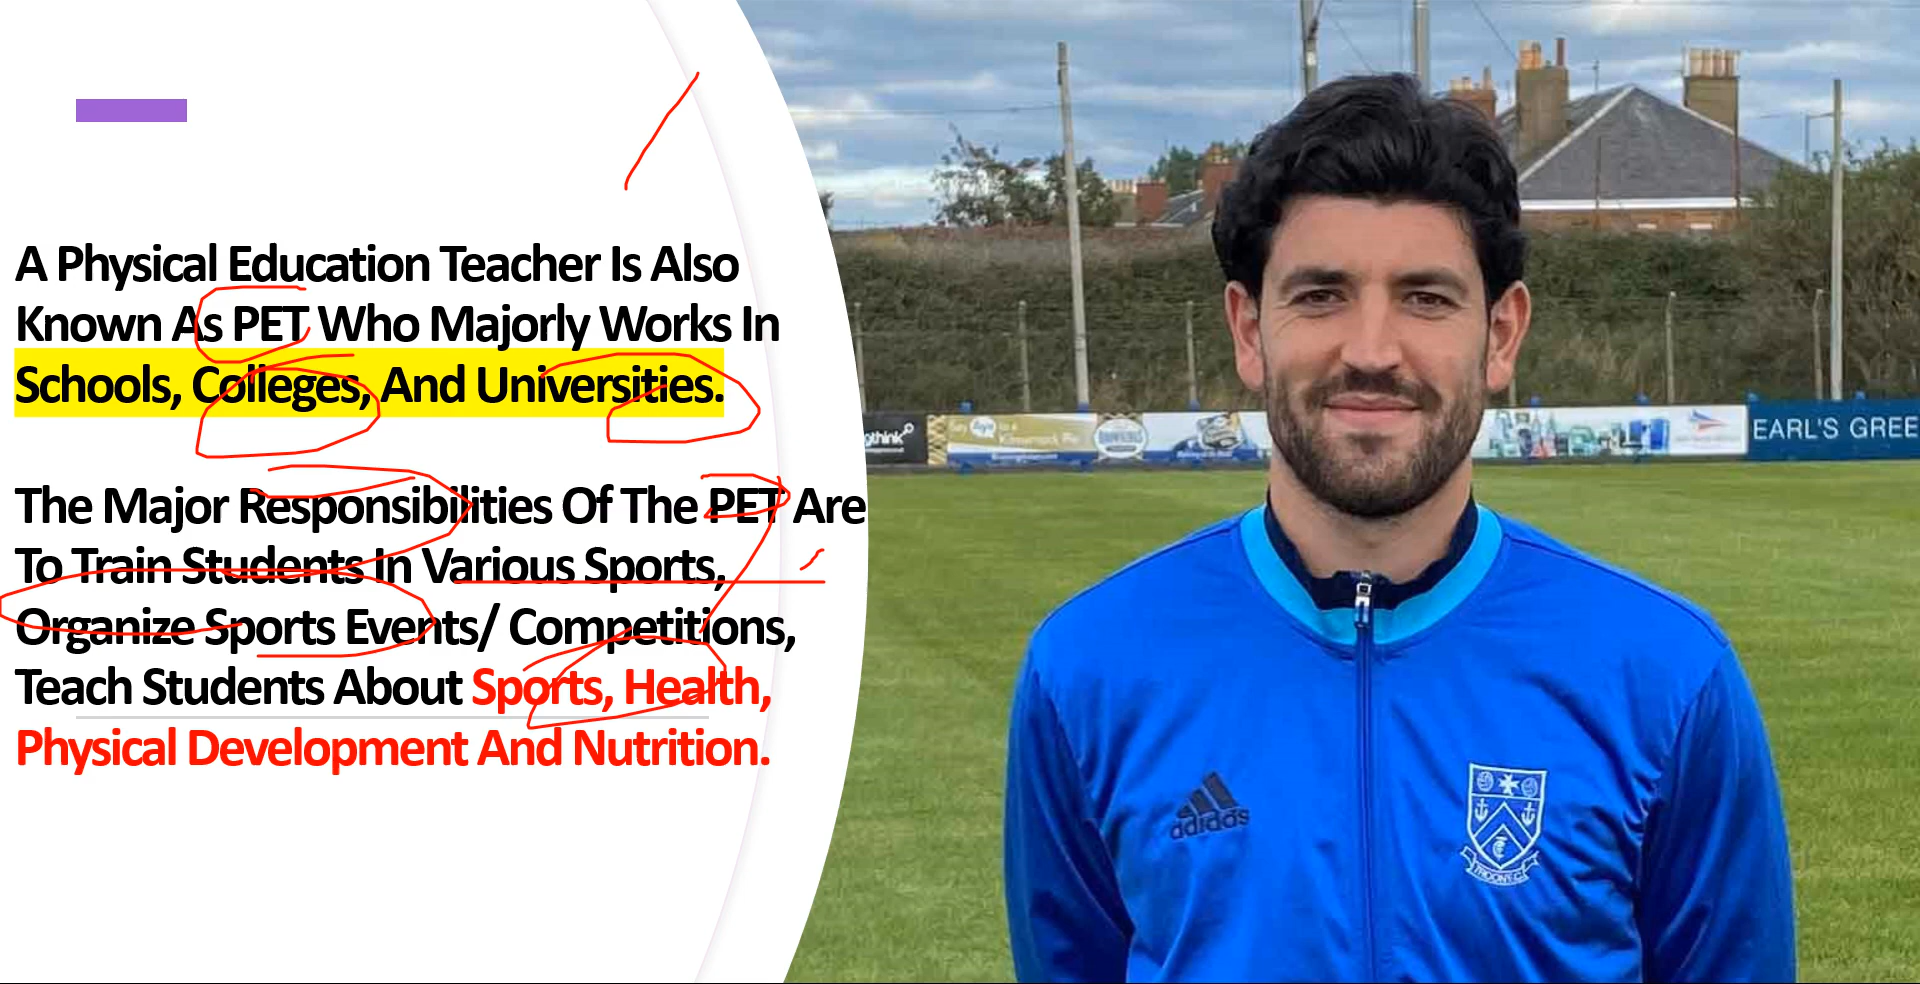 A Physical Education Teacher Is Also
Known As PET Who Majorly Works In
Schools, Colleges, And Universities.
The Major Responsibilities Of The PET Are
To Train Students In Various Sports,
Organize Sports Events/ Competitions,
Teach Students About Sports, Health,
Physical Development And Nutrition.
EARL'S GREE
adidas
TROON F.C.